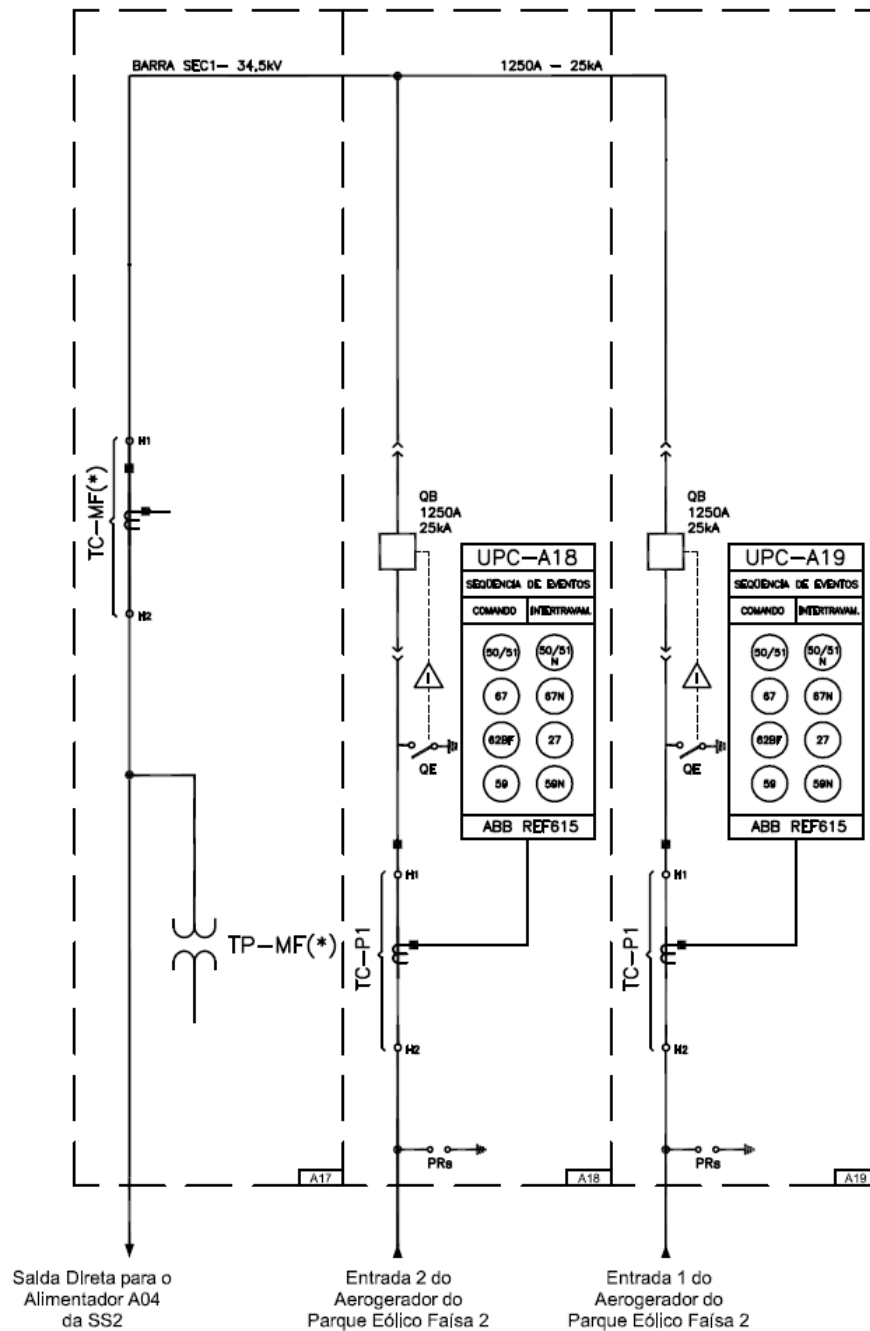 BARRA SEC1- 34,5kV
1250A - 25kA
H1
TC-MF(*)
H2
TP-MF(*)
A17
QB
1250A
25kA
UPC-A18
SEQÜENCIA DE EVENTOS
COMANDO INTERTRAVAM.
50/51 50/51 N
67 67N
62BF 27
59 59N
ABB REF615
I
QE
H1
TC-P1
H2
PRs
A18
QB
1250A
25kA
UPC-A19
SEQÜENCIA DE EVENTOS
COMANDO INTERTRAVAM.
50/51 50/51 N
67 67N
62BF 27
59 59N
ABB REF615
I
QE
H1
TC-P1
H2
PRs
A19
Saída Direta para o
Alimentador A04
da SS2
Entrada 2 do
Aerogerador do
Parque Eólico Faísa 2
Entrada 1 do
Aerogerador do
Parque Eólico Faísa 2